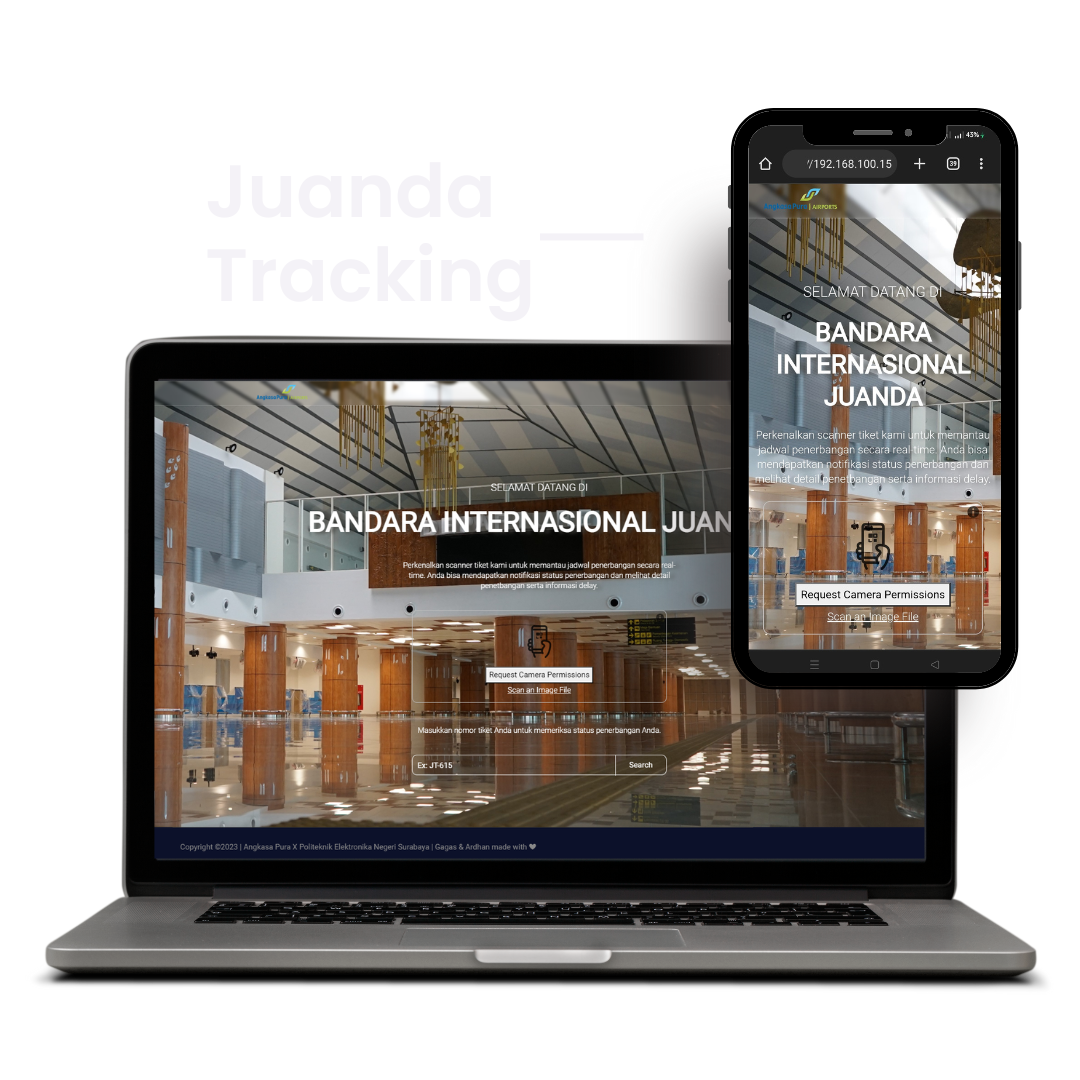 Juanda
Tracking
43%
//192.168.100.15
39
AngkasaPura | AIRPORTS
SELAMAT DATANG DI
BANDARA
INTERNASIONAL
JUANDA
Perkenalkan scanner tiket kami untuk memantau
jadwal penerbangan secara real-time. Anda bisa
mendapatkan notifikasi status penerbangan dan
melihat detail penetbangan serta informasi delay.
Request Camera Permissions
Scan an Image File
AngkasaPura
SELAMAT DATANG DI
BANDARA INTERNASIONAL JUAN
Perkenalkan scanner tiket kami untuk memantau jadwal penerbangan secara real-
time. Anda bisa mendapatkan notifikasi status penerbangan dan melihat detail
penetbangan serta informasi delay.
Request Camera Permissions
Scan an Image File
Masukkan nomor tiket Anda untuk memeriksa status penerbangan Anda.
Ex: JT-615
Search
Copyright ©2023 | Angkasa Pura X Politeknik Elektronika Negeri Surabaya | Gagas & Ardhan made with ♥